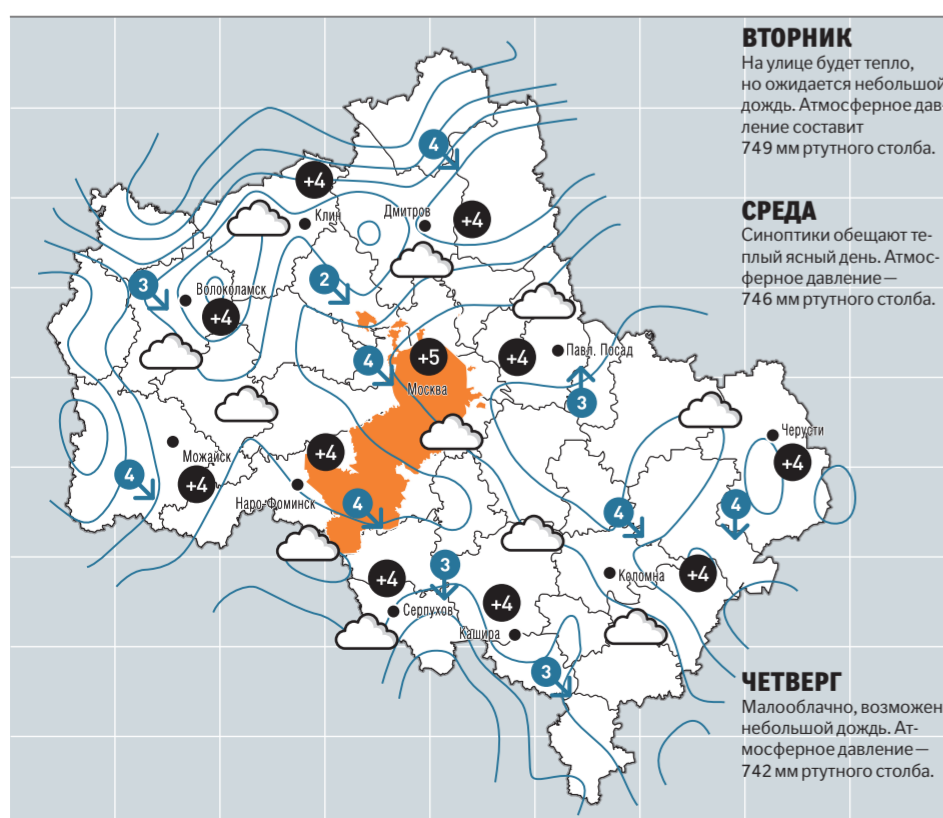 ВТОРНИК
На улице будет тепло,
но ожидается небольшой
дождь. Атмосферное дав-
ление составит
749 мм ртутного столба.
СРЕДА
Синоптики обещают те-
плый ясный день. Атмос-
ферное давление —
746 мм ртутного столба.
ЧЕТВЕРГ
Малооблачно, возможен
небольшой дождь. Ат-
мосферное давление —
742 мм ртутного столба.
4
+4
Клин
Дмитров
+4
3
Волоколамск
2
+4
4
+5
Москва
+4
Павл. Посад
3
Черусти
+4
Можайск
4
+4
+4
Наро-Фоминск
4
4
4
3
+4
Серпухов
+4
Кашира
Коломна
+4
3